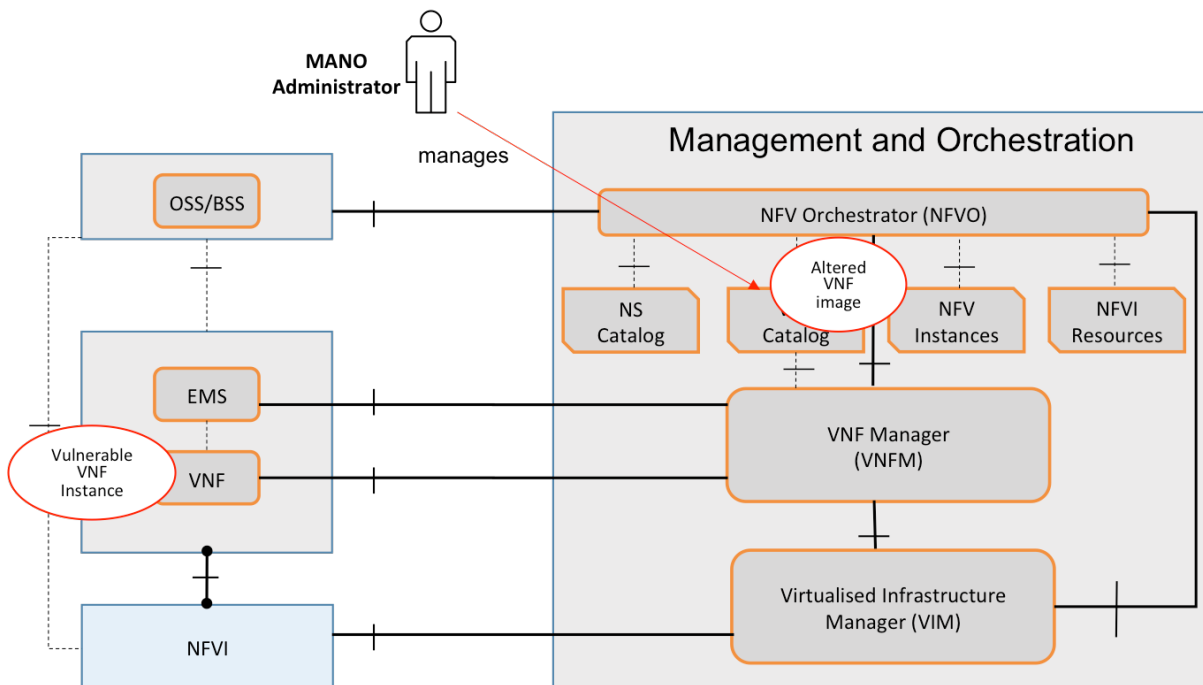 MANO
Administrator
manages
Management and Orchestration
OSS/BSS
NFV Orchestrator (NFVO)
Altered
VNF
image
NS
Catalog
Catalog
NFV
Instances
NFVI
Resources
EMS
VNF Manager
(VNFM)
Vulnerable
VNF
Instance
VNF
Virtualised Infrastructure
Manager (VIM)
NFVI